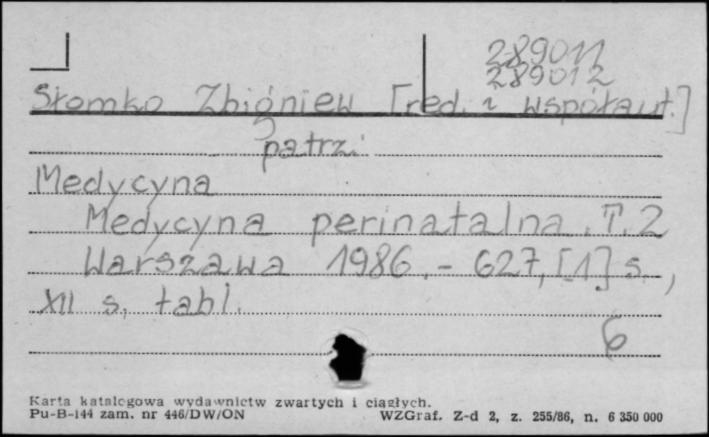 289011
289012
Słomko Zbigniew [red. i współaut.]
patrz:
Medycyna
Medycyna perinatalna. T. 2
Warszawa 1986. - 627, [1] s.,
XII s. tabl.
6
Karta katalogowa wydawnictw zwartych i ciągłych.
Pu-B-144 zam. nr 446/DW/ON WZGraf. Z-d 2, z. 255/86, n. 6 350 000